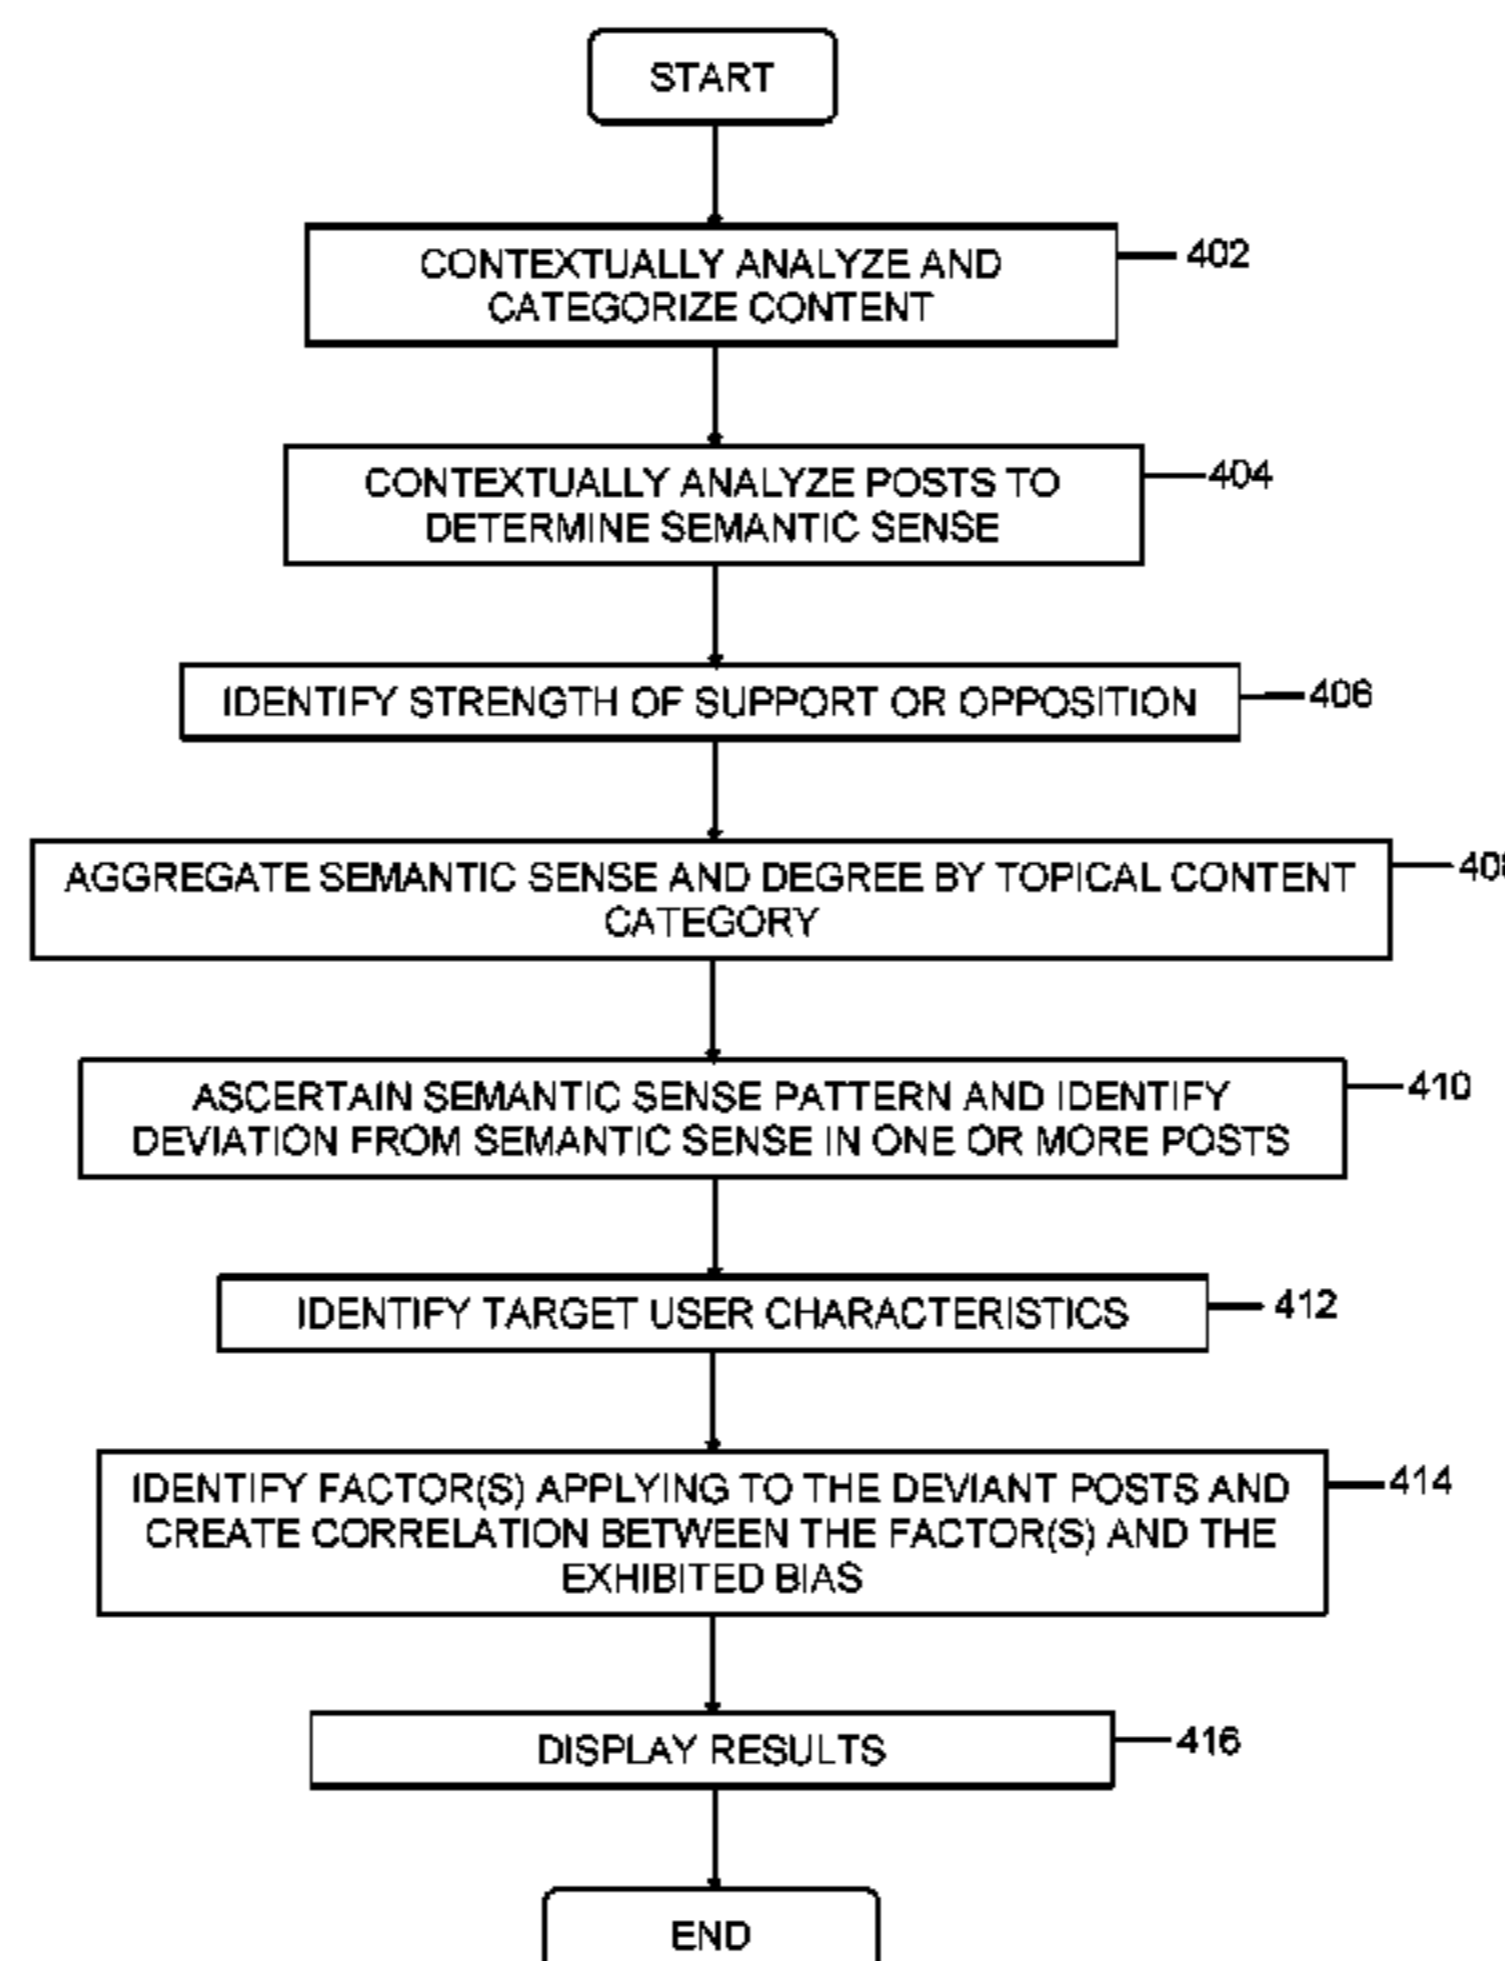 START
CONTEXTUALLY ANALYZE AND
CATEGORIZE CONTENT
402
CONTEXTUALLY ANALYZE POSTS TO
DETERMINE SEMANTIC SENSE
404
IDENTIFY STRENGTH OF SUPPORT OR OPPOSITION
406
AGGREGATE SEMANTIC SENSE AND DEGREE BY TOPICAL CONTENT
CATEGORY
408
ASCERTAIN SEMANTIC SENSE PATTERN AND IDENTIFY
DEVIATION FROM SEMANTIC SENSE IN ONE OR MORE POSTS
410
IDENTIFY TARGET USER CHARACTERISTICS
412
IDENTIFY FACTOR(S) APPLYING TO THE DEVIANT POSTS AND
CREATE CORRELATION BETWEEN THE FACTOR(S) AND THE
EXHIBITED BIAS
414
DISPLAY RESULTS
416
END